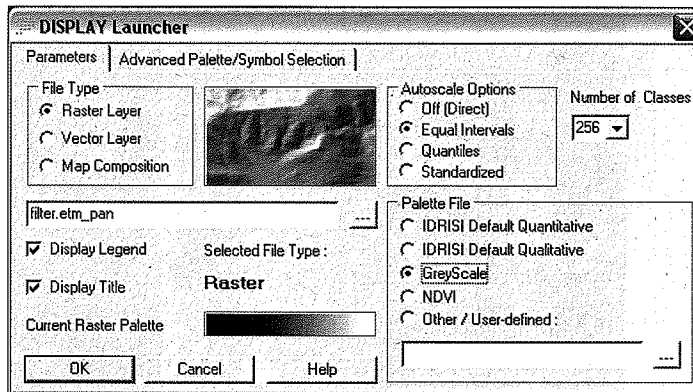 DISPLAY Launcher
Parameters
Advanced Palette/Symbol Selection
File Type
Raster Layer
Vector Layer
Map Composition
Autoscale Options
Off (Direct)
Equal Intervals
Quantiles
Standardized
Number of Classes
256
filter.etm_pan
...
Display Legend
Selected File Type :
Display Title
Raster
Current Raster Palette
Palette File
IDRISI Default Quantitative
IDRISI Default Qualitative
GreyScale
NDVI
Other / User-defined :
...
OK
Cancel
Help